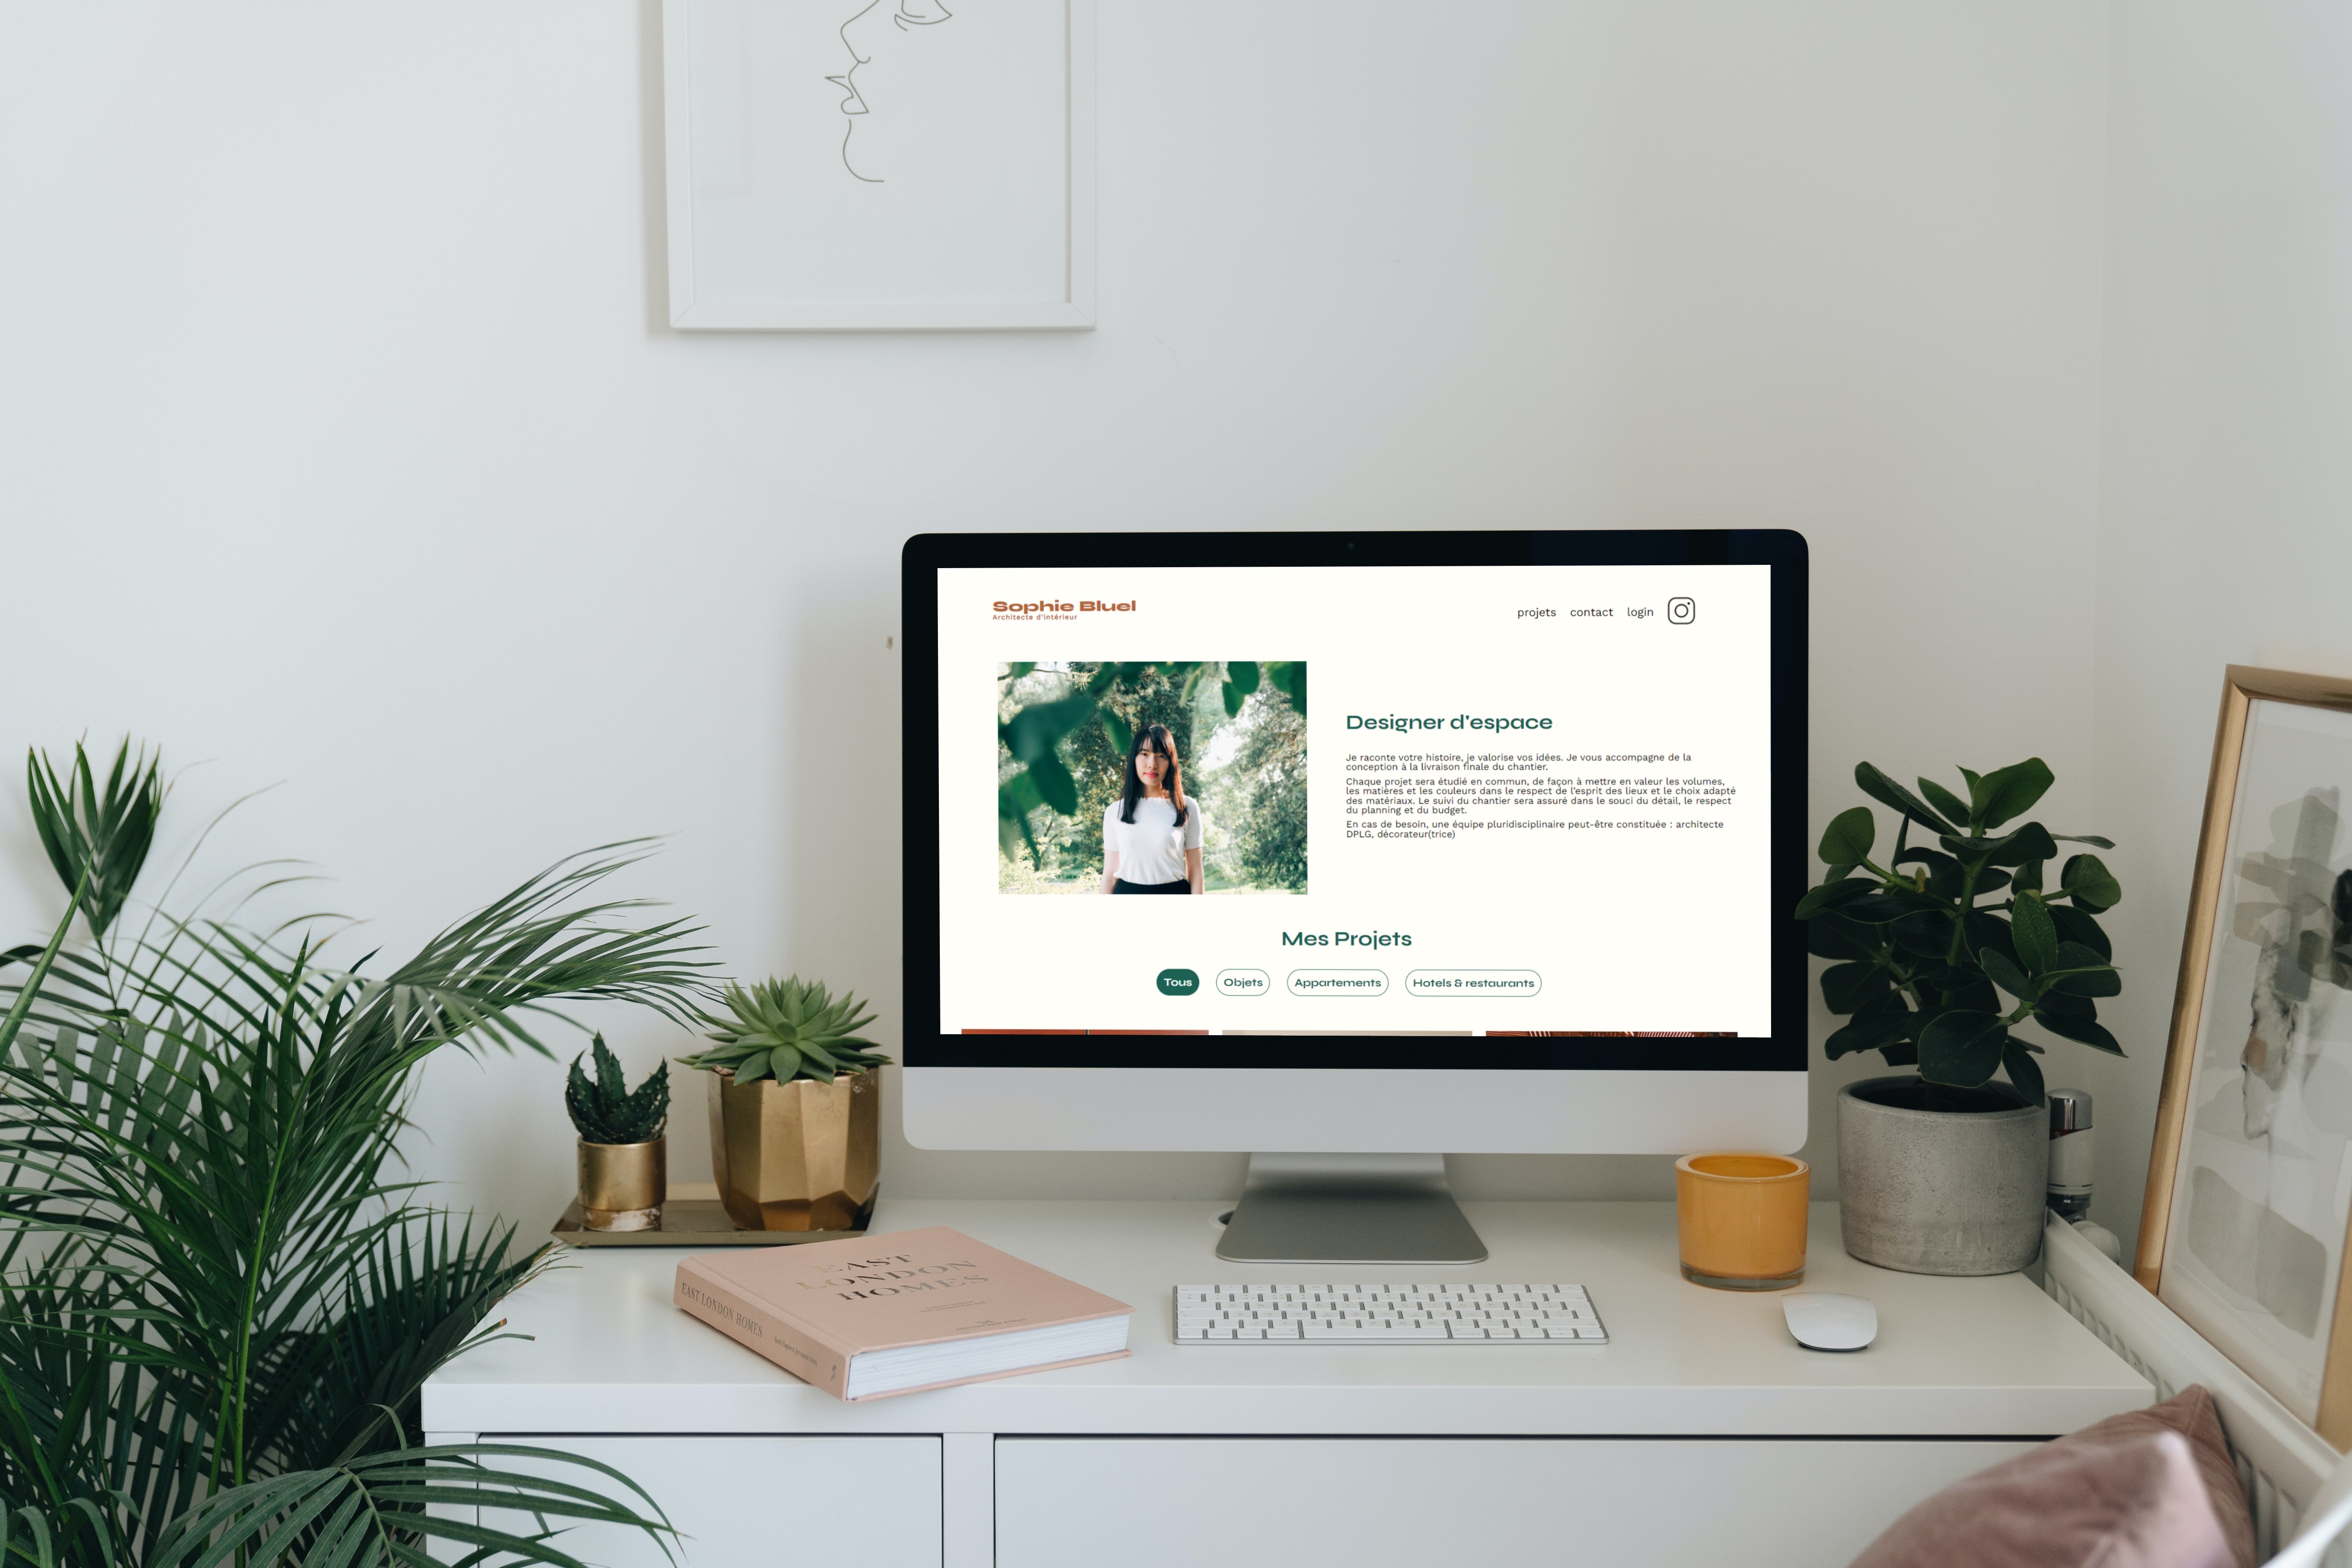 Sophie Bluel
Architecte d'intérieur
projets contact login
Designer d'espace
Je raconte votre histoire, je valorise vos idées. Je vous accompagne de la
conception à la livraison finale du chantier.
Chaque projet sera étudié en commun, de façon à mettre en valeur les volumes,
les matières et les couleurs dans le respect de l'esprit des lieux et le choix adapté
des matériaux. Le suivi du chantier sera assuré dans le souci du détail, le respect
du planning et du budget.
En cas de besoin, une équipe pluridisciplinaire peut-être constituée : architecte
DPLG, décorateur(trice)
Mes Projets
Tous Objets Appartements Hotels & restaurants
EAST
LONDON
HOMES
EAST LONDON HOMES